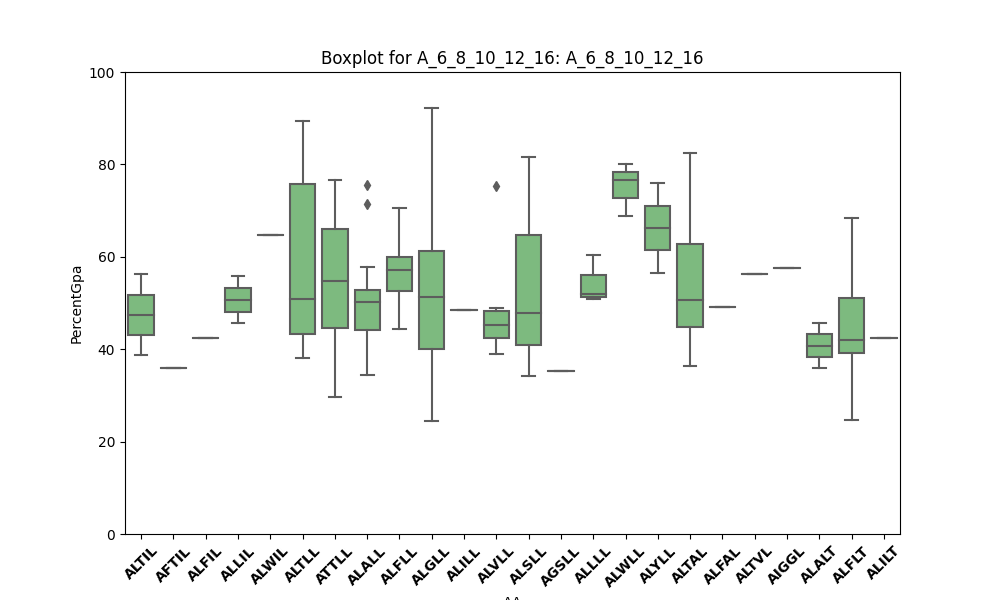 Boxplot for A_6_8_10_12_16: A_6_8_10_12_16
PercentGpa
100
80
60
40
20
0
ALTIL AFTIL ALFIL ALLIL ALWIL ALTLL ATTLL ALALL ALFLL ALGLL ALILL ALVLL ALSLL AGSLL ALLLL ALWLL ALYLL ALTAL ALFAL ALTVL AIGGL ALALT ALFLT ALILT